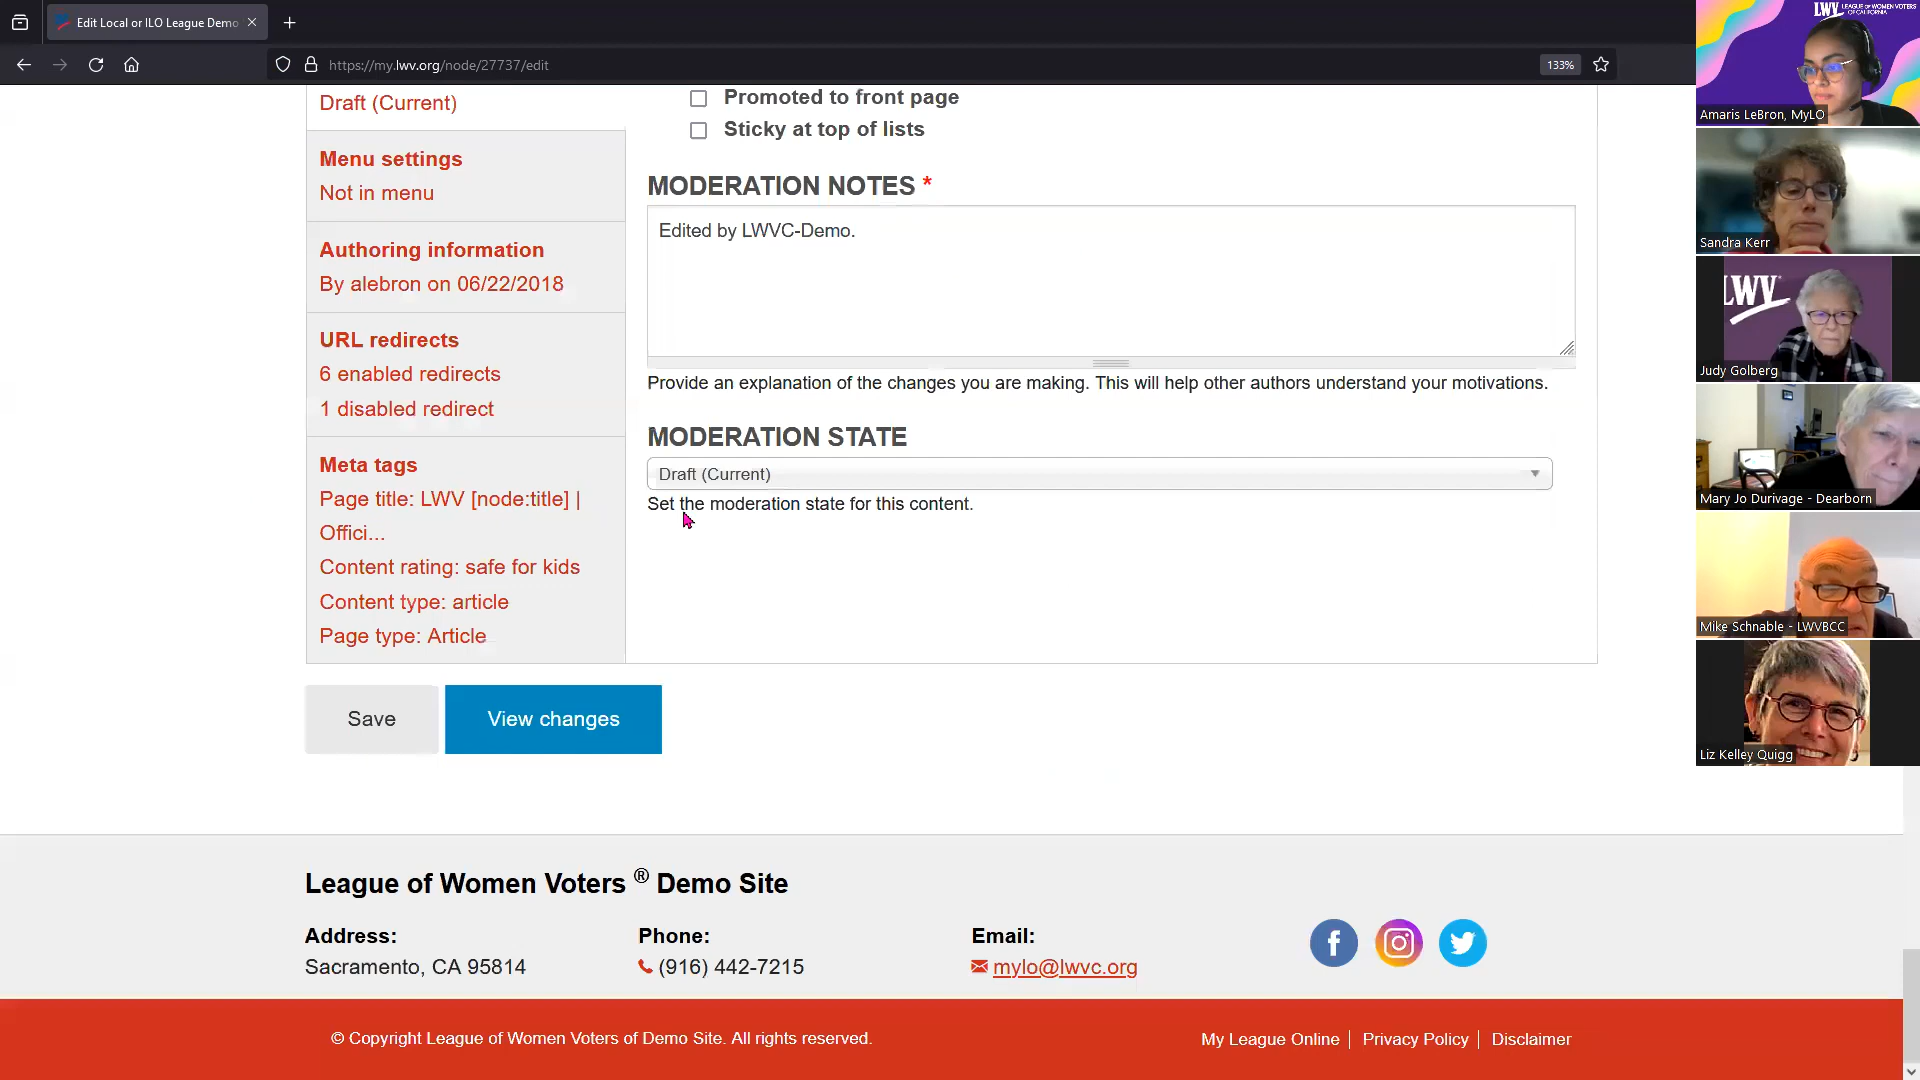 Edit Local or ILO League Demo
https://my.lwv.org/node/27737/edit
133%
Draft (Current)
Menu settings
Not in menu
Authoring information
By alebron on 06/22/2018
URL redirects
6 enabled redirects
1 disabled redirect
Meta tags
Page title: LWV [node:title] |
Offici...
Content rating: safe for kids
Content type: article
Page type: Article
Promoted to front page
Sticky at top of lists
MODERATION NOTES *
Edited by LWVC-Demo.
Provide an explanation of the changes you are making. This will help other authors understand your motivations.
MODERATION STATE
Draft (Current)
Set the moderation state for this content.
Save
View changes
League of Women Voters ® Demo Site
Address:
Sacramento, CA 95814
Phone:
(916) 442-7215
Email:
mylo@lwvc.org
© Copyright League of Women Voters of Demo Site. All rights reserved.
My League Online
Privacy Policy
Disclaimer
LWV LEAGUE OF WOMEN VOTERS
OF CALIFORNIA
Amaris LeBron, MyLO
Sandra Kerr
LWV
Judy Golberg
Mary Jo Durivage - Dearborn
Mike Schnable - LWVBCC
Liz Kelley Quigg